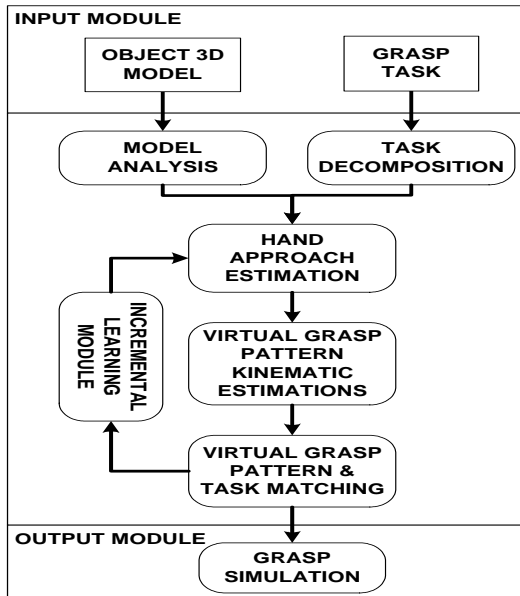 INPUT MODULE
OBJECT 3D
MODEL
GRASP
TASK
MODEL
ANALYSIS
TASK
DECOMPOSITION
HAND
APPROACH
ESTIMATION
INCREMENTAL
LEARNING
MODULE
VIRTUAL GRASP
PATTERN
KINEMATIC
ESTIMATIONS
VIRTUAL GRASP
PATTERN &
TASK MATCHING
OUTPUT MODULE
GRASP
SIMULATION